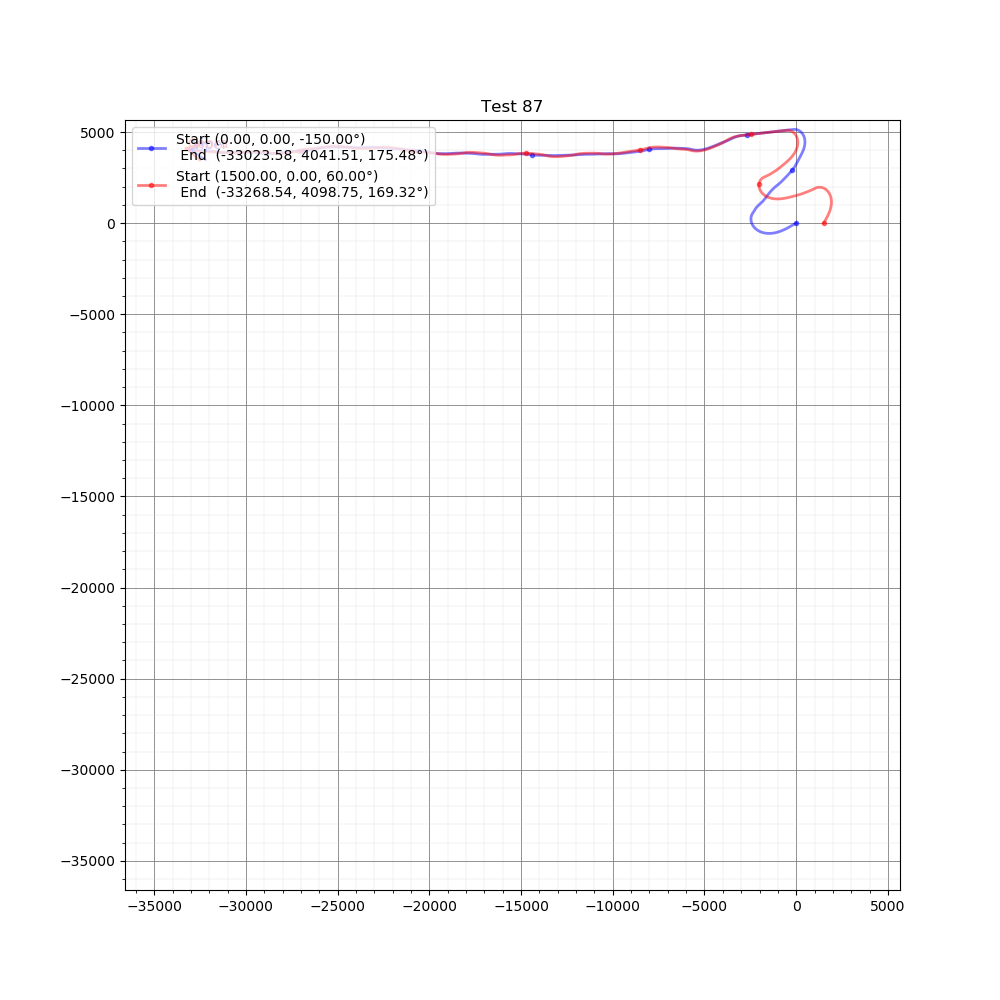 Test 87
Start (0.00, 0.00, -150.00°)
End (-33023.58, 4041.51, 175.48°)
Start (1500.00, 0.00, 60.00°)
End (-33268.54, 4098.75, 169.32°)
5000
0
−5000
−10000
−15000
−20000
−25000
−30000
−35000
−35000 −30000 −25000 −20000 −15000 −10000 −5000 0 5000